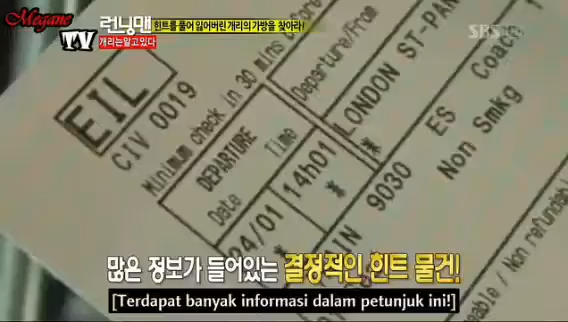 Megane
TV
런닝맨
개리는 알고 있다
힌트를 풀어 잃어버린 개리의 가방을 찾아라!
SBS
EIL
CIV 0019
Minimum check in 30 mins
DEPARTURE
Date Time
24/01 14h01
* *
Departure/From
LONDON ST-PAN
*
*
9030
ES
Coach 1
Non Smkg
많은 정보가 들어있는 결정적인 힌트 물건!
[Terdapat banyak informasi dalam petunjuk ini!]